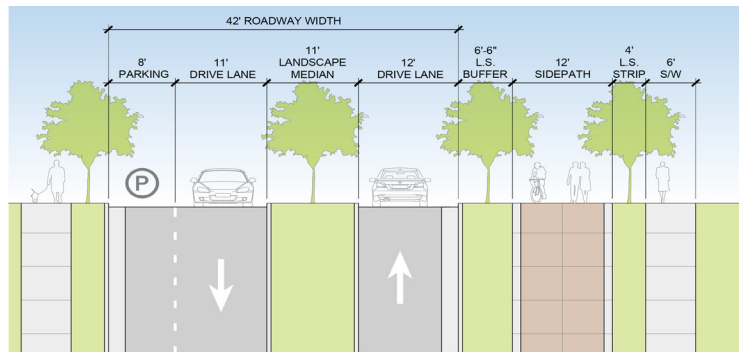 42' ROADWAY WIDTH
8'
PARKING
11'
DRIVE LANE
11'
LANDSCAPE
MEDIAN
12'
DRIVE LANE
6'-6"
L.S.
BUFFER
12'
SIDEPATH
4'
L.S.
STRIP
6'
S/W
P